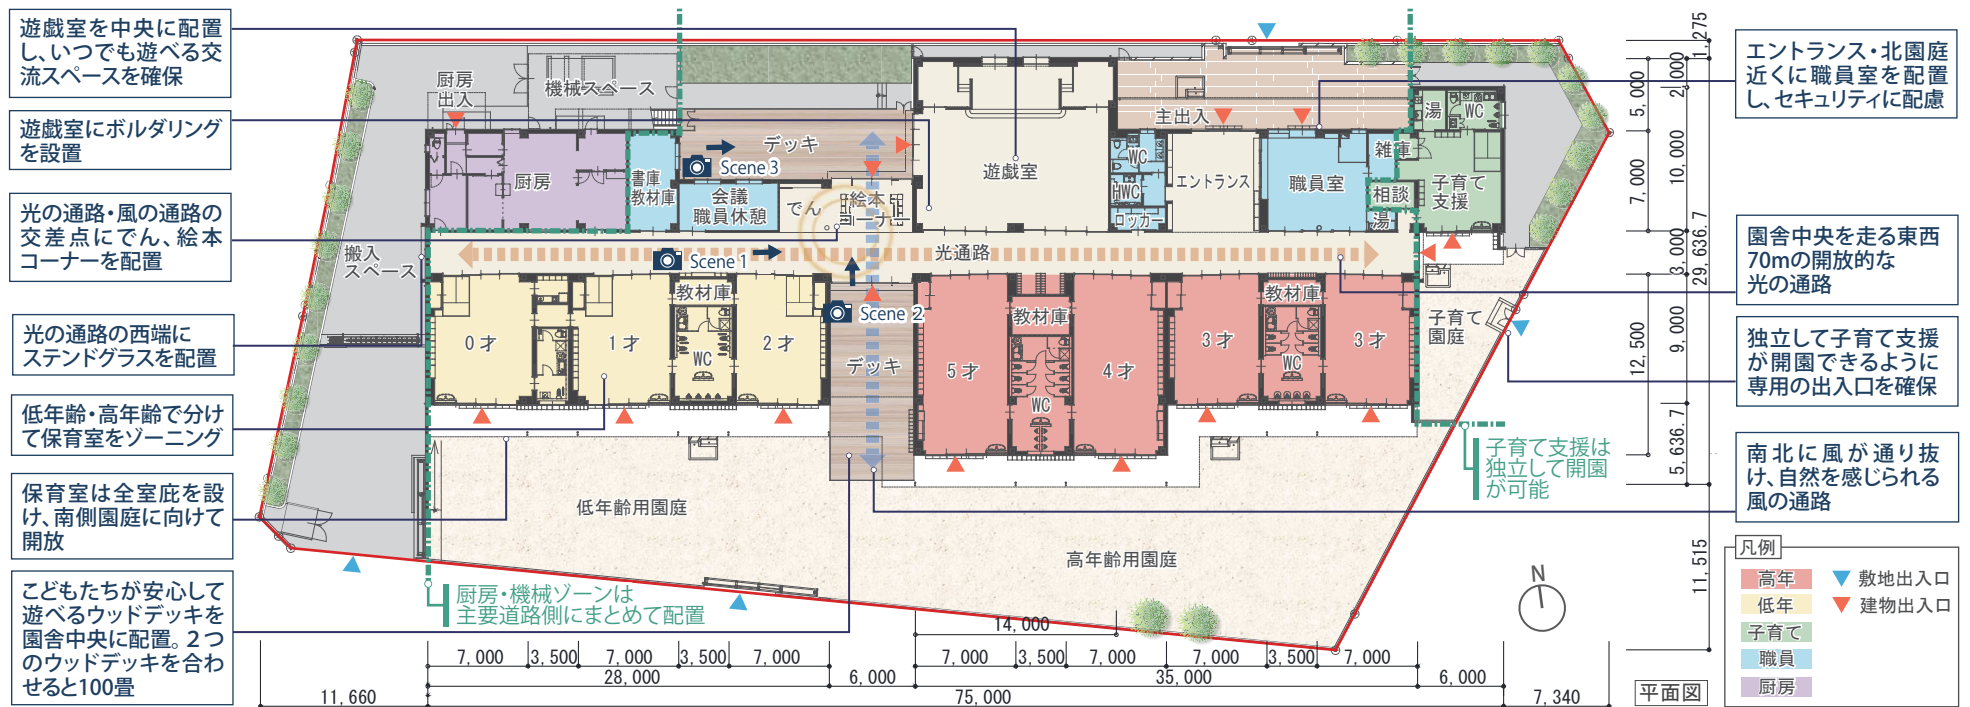 遊戯室を中央に配置
し、いつでも遊べる交
流スペースを確保
遊戯室にボルダリング
を設置
光の通路・風の通路の
交差点にでん、絵本
コーナーを配置
光の通路の西端に
ステンドグラスを配置
低年齢・高年齢で分け
て保育室をゾーニング
保育室は全室庇を設
け、南側園庭に向けて
開放
こどもたちが安心して
遊べるウッドデッキを
園舎中央に配置。2つ
のウッドデッキを合わ
せると100畳
厨房
出入
機械スペース
デッキ
Scene 3
厨房
書庫
教材庫
会議
職員休憩
でん
絵本
コーナー
遊戯室
主出入
WC
HWC
ロッカー
エントランス
職員室
雑庫
相談
湯
湯
WC
子育て
支援
搬入
スペース
Scene 1
光通路
Scene 2
0才
1才
教材庫
WC
2才
デッキ
5才
教材庫
WC
4才
3才
教材庫
WC
3才
子育て
園庭
低年齢用園庭
高年齢用園庭
厨房・機械ゾーンは
主要道路側にまとめて配置
子育て支援は
独立して開園
が可能
エントランス・北園庭
近くに職員室を配置
し、セキュリティに配慮
園舎中央を走る東西
70mの開放的な
光の通路
独立して子育て支援
が開園できるように
専用の出入口を確保
南北に風が通り抜
け、自然を感じられる
風の通路
1,275
2,000
5,000
10,000
7,000
3,000
29,636.7
9,000
12,500
5,636.7
11,515
N
14,000
7,000
3,500
7,000
3,500
7,000
7,000
3,500
7,000
7,000
3,500
7,000
28,000
6,000
35,000
6,000
11,660
75,000
7,340
平面図
凡例
高年
低年
子育て
職員
厨房
敷地出入口
建物出入口